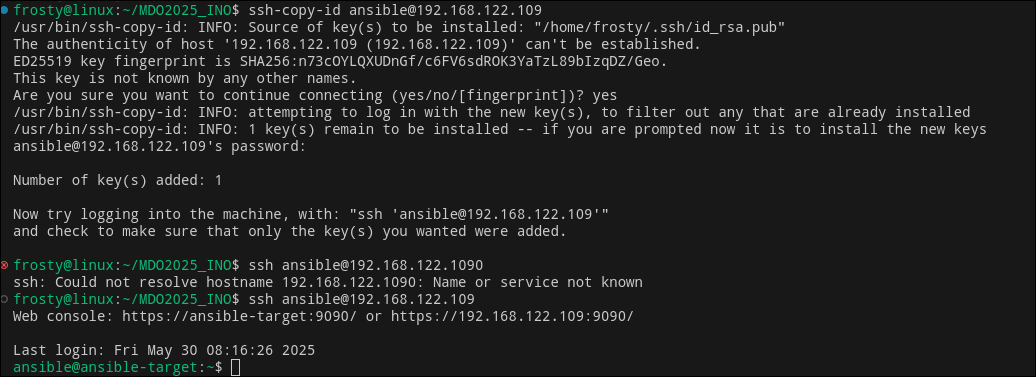 frosty@linux:~/MDO2025_INO$ ssh-copy-id ansible@192.168.122.109
/usr/bin/ssh-copy-id: INFO: Source of key(s) to be installed: "/home/frosty/.ssh/id_rsa.pub"
The authenticity of host '192.168.122.109 (192.168.122.109)' can't be established.
ED25519 key fingerprint is SHA256:n73cOYLQXUDnGf/c6FV6sdROK3YaTzL89bIzqDZ/Geo.
This key is not known by any other names.
Are you sure you want to continue connecting (yes/no/[fingerprint])? yes
/usr/bin/ssh-copy-id: INFO: attempting to log in with the new key(s), to filter out any that are already installed
/usr/bin/ssh-copy-id: INFO: 1 key(s) remain to be installed -- if you are prompted now it is to install the new keys
ansible@192.168.122.109's password:
Number of key(s) added: 1
Now try logging into the machine, with: "ssh 'ansible@192.168.122.109'"
and check to make sure that only the key(s) you wanted were added.
frosty@linux:~/MDO2025_INO$ ssh ansible@192.168.122.1090
ssh: Could not resolve hostname 192.168.122.1090: Name or service not known
frosty@linux:~/MDO2025_INO$ ssh ansible@192.168.122.109
Web console: https://ansible-target:9090/ or https://192.168.122.109:9090/
Last login: Fri May 30 08:16:26 2025
ansible@ansible-target:~$